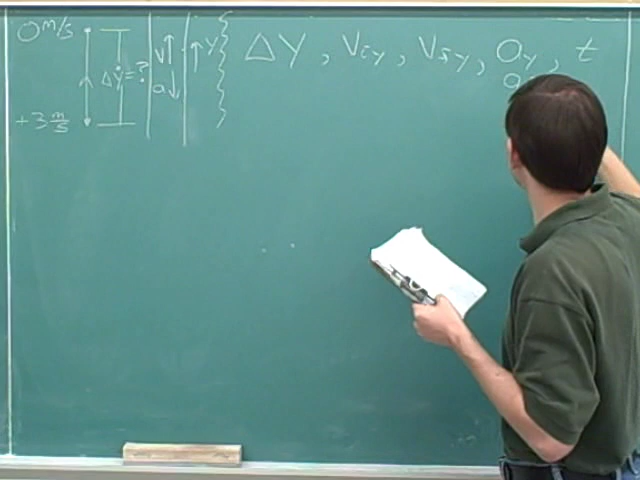 0 m/s
Δy=?
+3 m/s
v↑
a↓
↑y
Δy, Viy, Vfy, ay, t